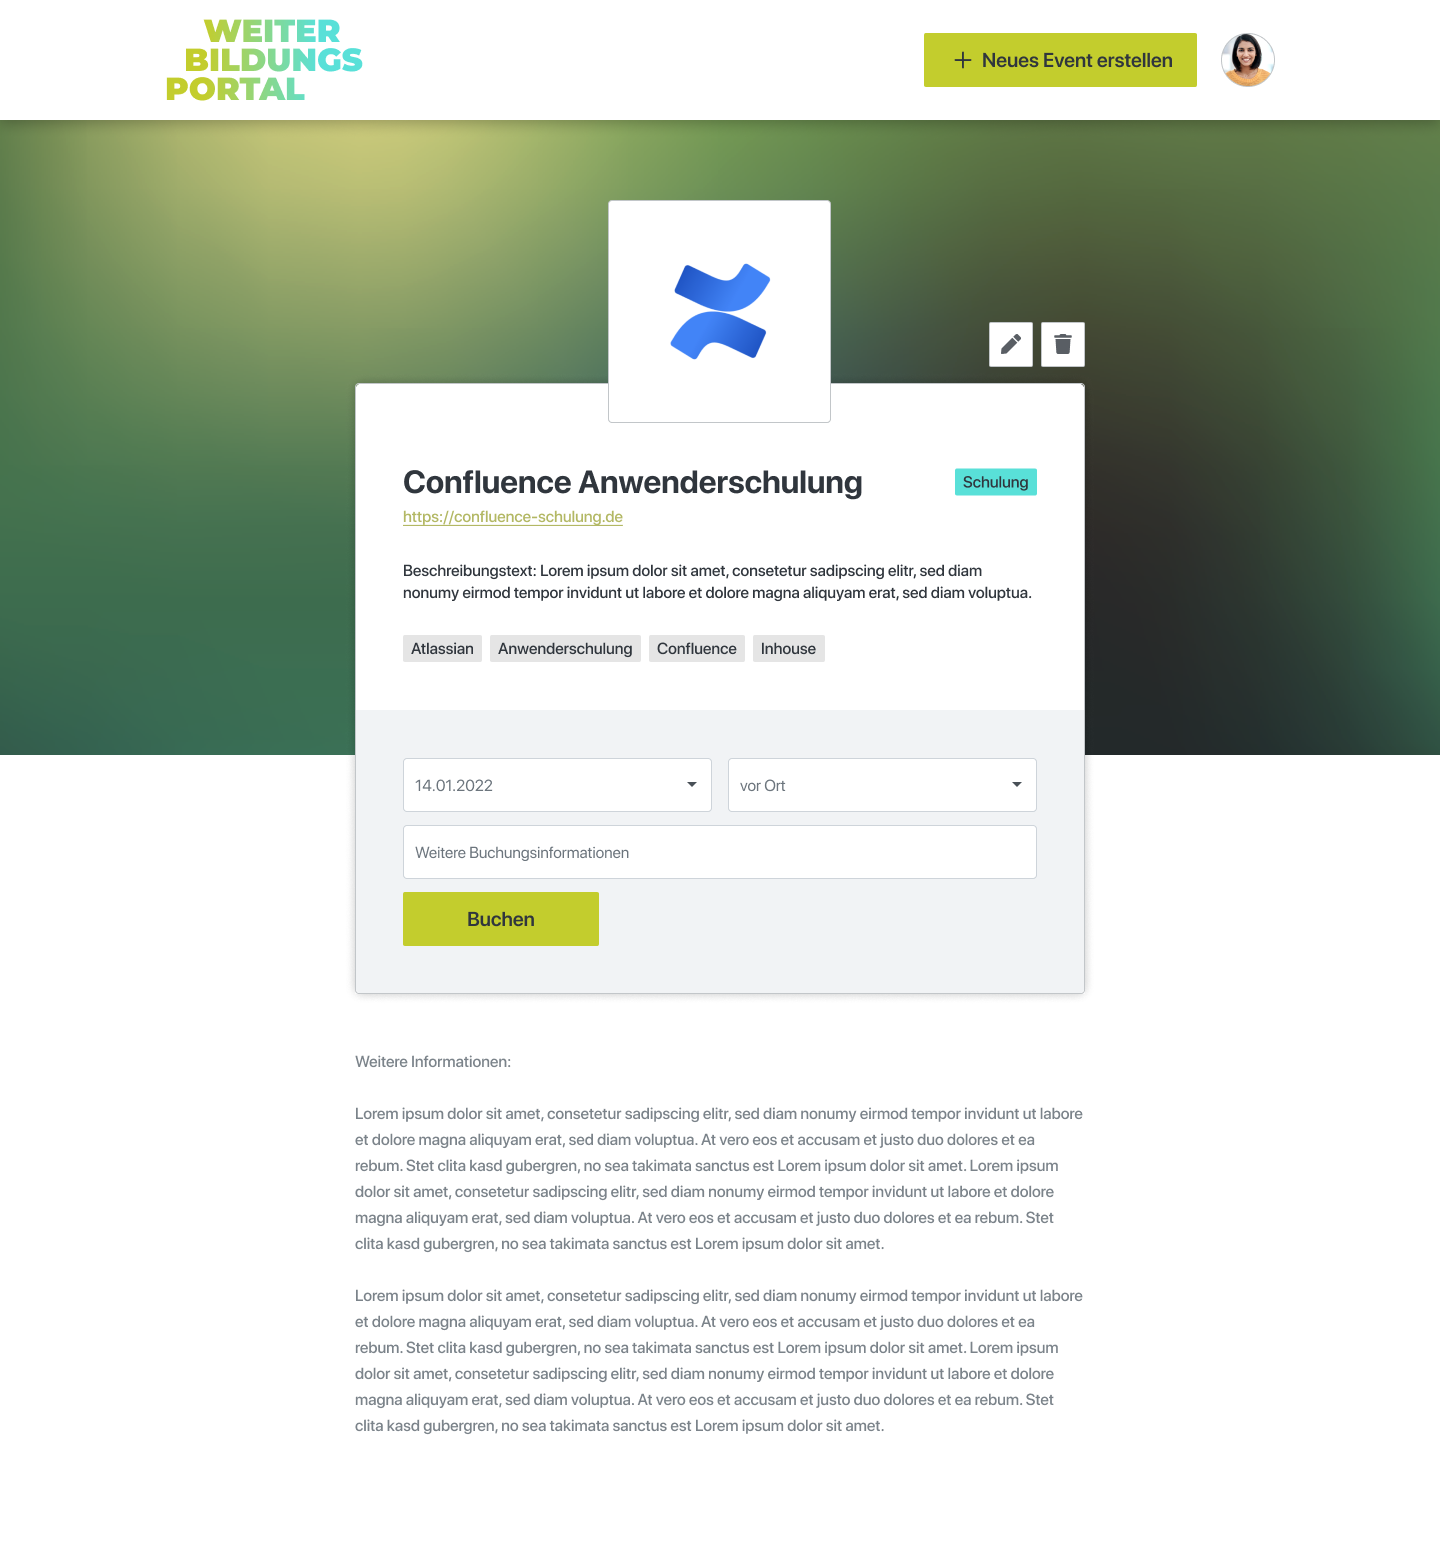 WEITER
BILDUNGS
PORTAL
Neues Event erstellen
Confluence Anwenderschulung
Schulung
https://confluence-schulung.de
Beschreibungstext: Lorem ipsum dolor sit amet, consetetur sadipscing elitr, sed diam
nonumy eirmod tempor invidunt ut labore et dolore magna aliquyam erat, sed diam voluptua.
Atlassian Anwenderschulung Confluence Inhouse
14.01.2022 vor Ort
Weitere Buchungsinformationen
Buchen
Weitere Informationen:
Lorem ipsum dolor sit amet, consetetur sadipscing elitr, sed diam nonumy eirmod tempor invidunt ut labore
et dolore magna aliquyam erat, sed diam voluptua. At vero eos et accusam et justo duo dolores et ea
rebum. Stet clita kasd gubergren, no sea takimata sanctus est Lorem ipsum dolor sit amet. Lorem ipsum
dolor sit amet, consetetur sadipscing elitr, sed diam nonumy eirmod tempor invidunt ut labore et dolore
magna aliquyam erat, sed diam voluptua. At vero eos et accusam et justo duo dolores et ea rebum. Stet
clita kasd gubergren, no sea takimata sanctus est Lorem ipsum dolor sit amet.
Lorem ipsum dolor sit amet, consetetur sadipscing elitr, sed diam nonumy eirmod tempor invidunt ut labore
et dolore magna aliquyam erat, sed diam voluptua. At vero eos et accusam et justo duo dolores et ea
rebum. Stet clita kasd gubergren, no sea takimata sanctus est Lorem ipsum dolor sit amet. Lorem ipsum
dolor sit amet, consetetur sadipscing elitr, sed diam nonumy eirmod tempor invidunt ut labore et dolore
magna aliquyam erat, sed diam voluptua. At vero eos et accusam et justo duo dolores et ea rebum. Stet
clita kasd gubergren, no sea takimata sanctus est Lorem ipsum dolor sit amet.